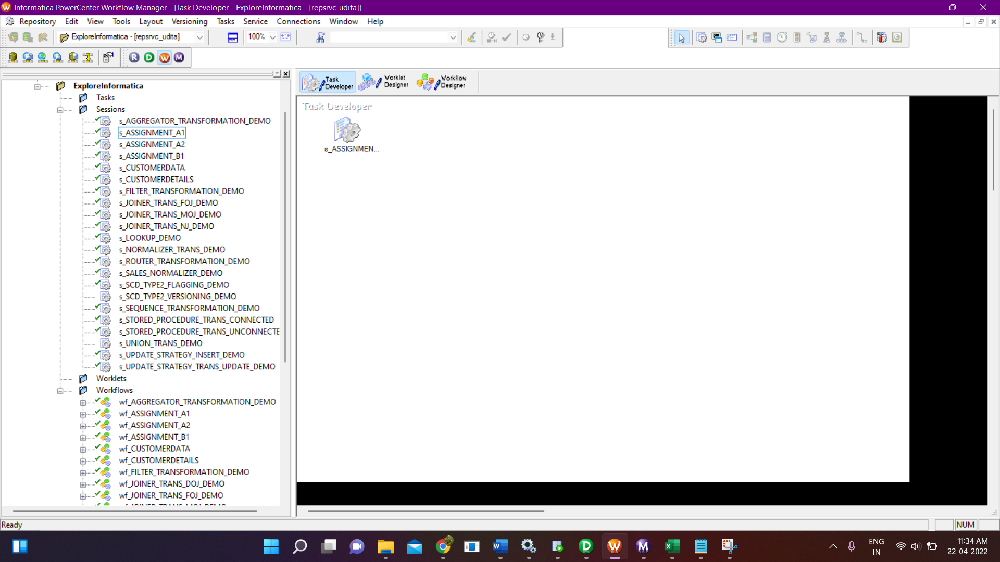 Informatica PowerCenter Workflow Manager - [Task Developer - ExploreInformatica - [repsrvc_udita]]
Repository Edit View Tools Layout Versioning Tasks Service Connections Window Help
ExploreInformatica - [repsrvc_udita] 100%
R D W M
ExploreInformatica
Tasks
Sessions
s_AGGREGATOR_TRANSFORMATION_DEMO
s_ASSIGNMENT_A1
s_ASSIGNMENT_A2
s_ASSIGNMENT_B1
s_CUSTOMERDATA
s_CUSTOMERDETAILS
s_FILTER_TRANSFORMATION_DEMO
s_JOINER_TRANS_FOJ_DEMO
s_JOINER_TRANS_MOJ_DEMO
s_JOINER_TRANS_NJ_DEMO
s_LOOKUP_DEMO
s_NORMALIZER_TRANS_DEMO
s_ROUTER_TRANSFORMATION_DEMO
s_SALES_NORMALIZER_DEMO
s_SCD_TYPE2_FLAGGING_DEMO
s_SCD_TYPE2_VERSIONING_DEMO
s_SEQUENCE_TRANSFORMATION_DEMO
s_STORED_PROCEDURE_TRANS_CONNECTED
s_STORED_PROCEDURE_TRANS_UNCONNECTE
s_UNION_TRANS_DEMO
s_UPDATE_STRATEGY_INSERT_DEMO
s_UPDATE_STRATEGY_TRANS_UPDATE_DEMO
Worklets
Workflows
wf_AGGREGATOR_TRANSFORMATION_DEMO
wf_ASSIGNMENT_A1
wf_ASSIGNMENT_A2
wf_ASSIGNMENT_B1
wf_CUSTOMERDATA
wf_CUSTOMERDETAILS
wf_FILTER_TRANSFORMATION_DEMO
wf_JOINER_TRANS_DOJ_DEMO
wf_JOINER_TRANS_FOJ_DEMO
Task Developer
Worklet Designer
Workflow Designer
Task Developer
s_ASSIGNMEN...
Ready
NUM
ENG
IN
11:34 AM
22-04-2022